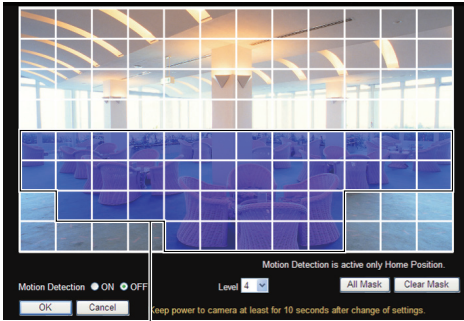 Motion Detection is active only Home Position.
Motion Detection ON OFF Level 4 All Mask Clear Mask
OK Cancel Keep power to camera at least for 10 seconds after change of settings.